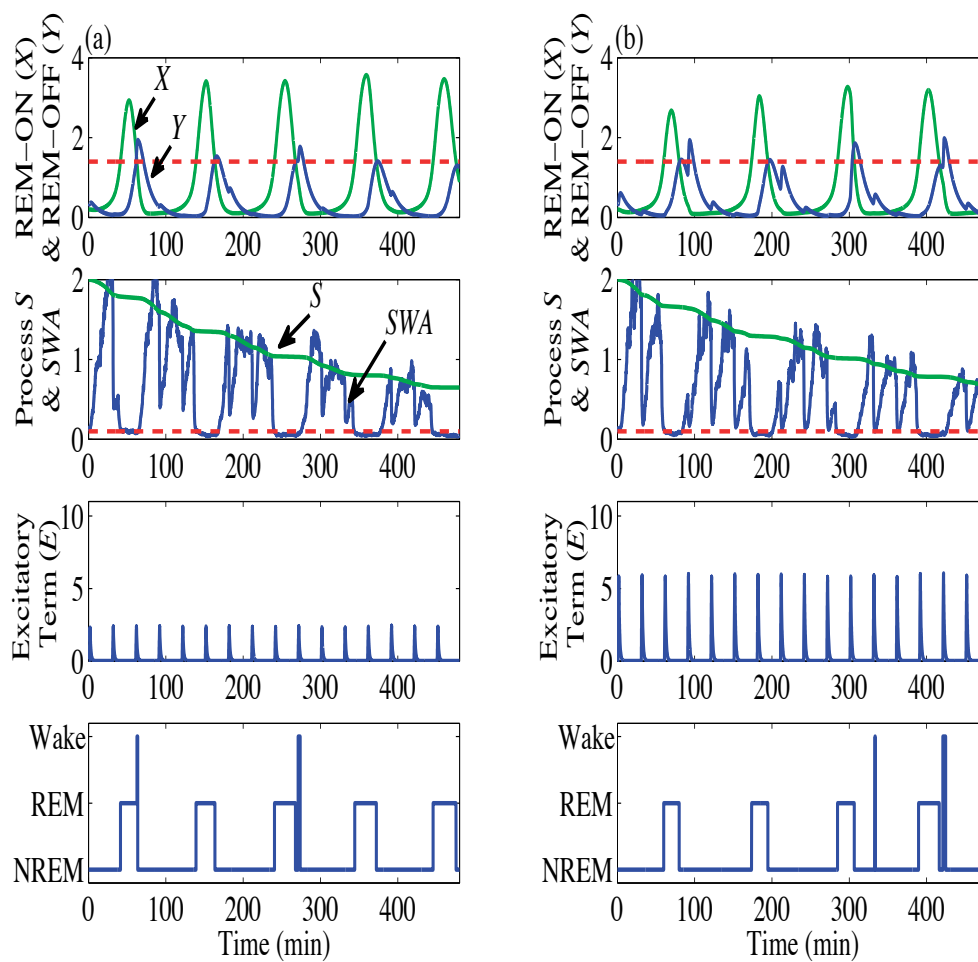 (a)
REM–ON (X)
& REM–OFF (Y)
4
2
0
X
Y
0 100 200 300 400
Process S
& SWA
2
1
0
S
SWA
0 100 200 300 400
Excitatory
Term (E)
10
5
0
0 100 200 300 400
Wake
REM
NREM
0 100 200 300 400
Time (min)
(b)
REM–ON (X)
& REM–OFF (Y)
4
2
0
0 100 200 300 400
Process S
& SWA
2
1
0
0 100 200 300 400
Excitatory
Term (E)
10
5
0
0 100 200 300 400
Wake
REM
NREM
0 100 200 300 400
Time (min)